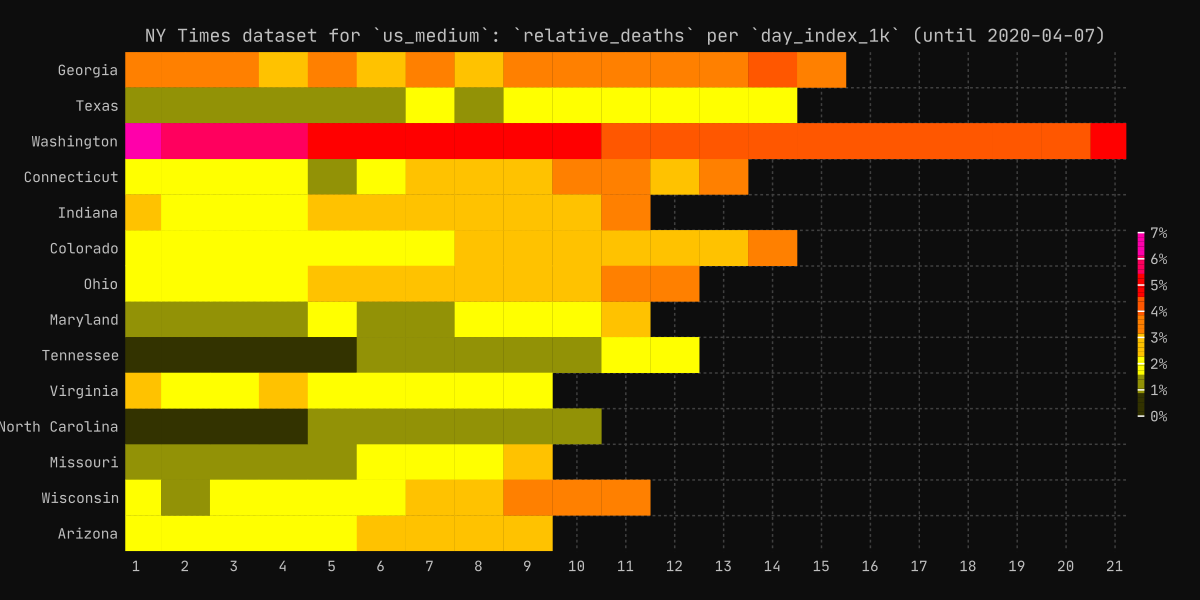 NY Times dataset for `us_medium`: `relative_deaths` per `day_index_1k` (until 2020-04-07)
Georgia
Texas
Washington
Connecticut
Indiana
Colorado
Ohio
Maryland
Tennessee
Virginia
North Carolina
Missouri
Wisconsin
Arizona
7%
6%
5%
4%
3%
2%
1%
0%
1 2 3 4 5 6 7 8 9 10 11 12 13 14 15 16 17 18 19 20 21